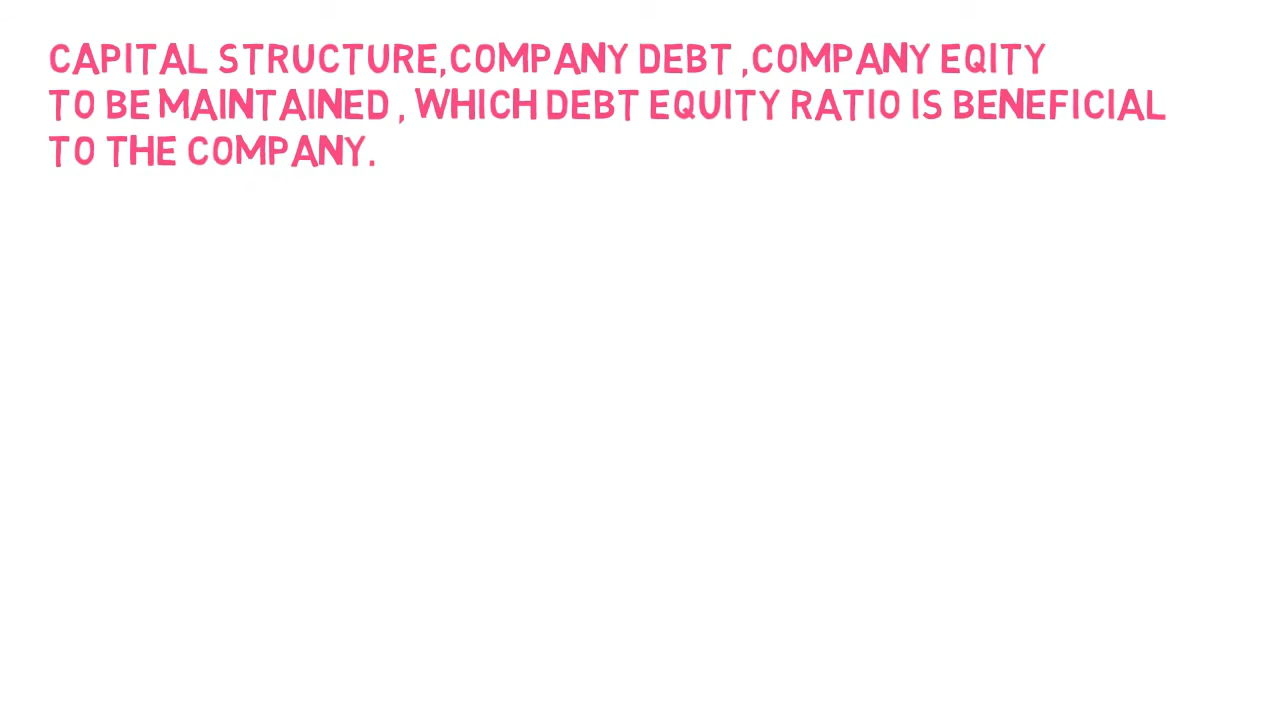 CAPITAL STRUCTURE,COMPANY DEBT ,COMPANY EQITY
TO BE MAINTAINED , WHICH DEBT EQUITY RATIO IS BENEFICIAL
TO THE COMPANY.